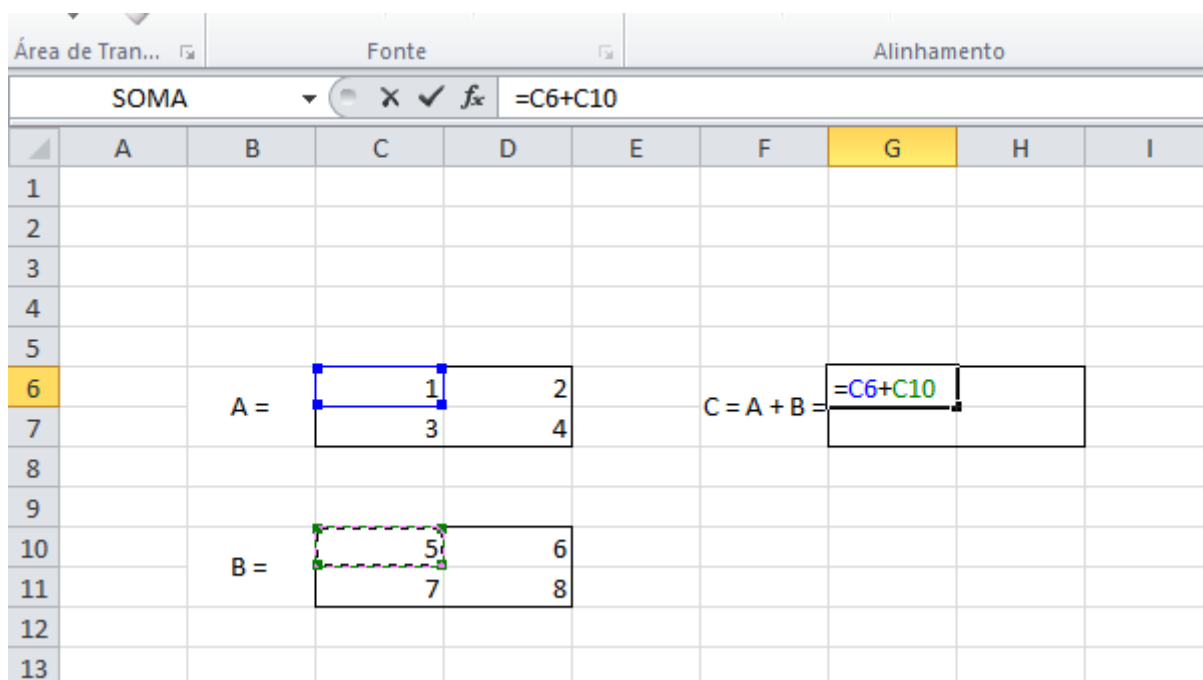 Área de Tran... Fonte Alinhamento
SOMA fx =C6+C10
A B C D E F G H I
1
2
3
4
5
6 1 2 =C6+C10
A = C = A + B =
7 3 4
8
9
10 5 6
B =
11 7 8
12
13